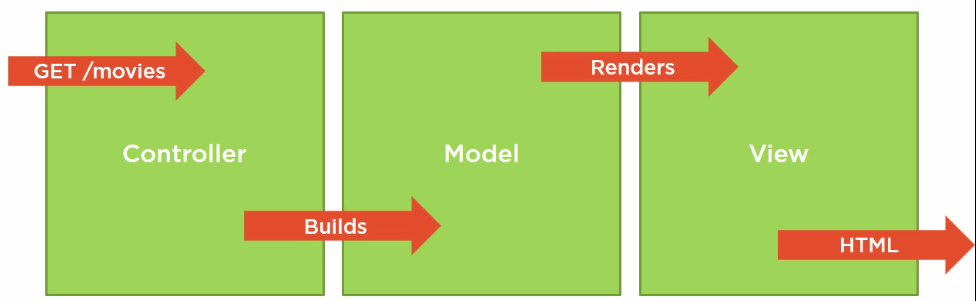 GET /movies
Controller
Builds
Model
Renders
View
HTML